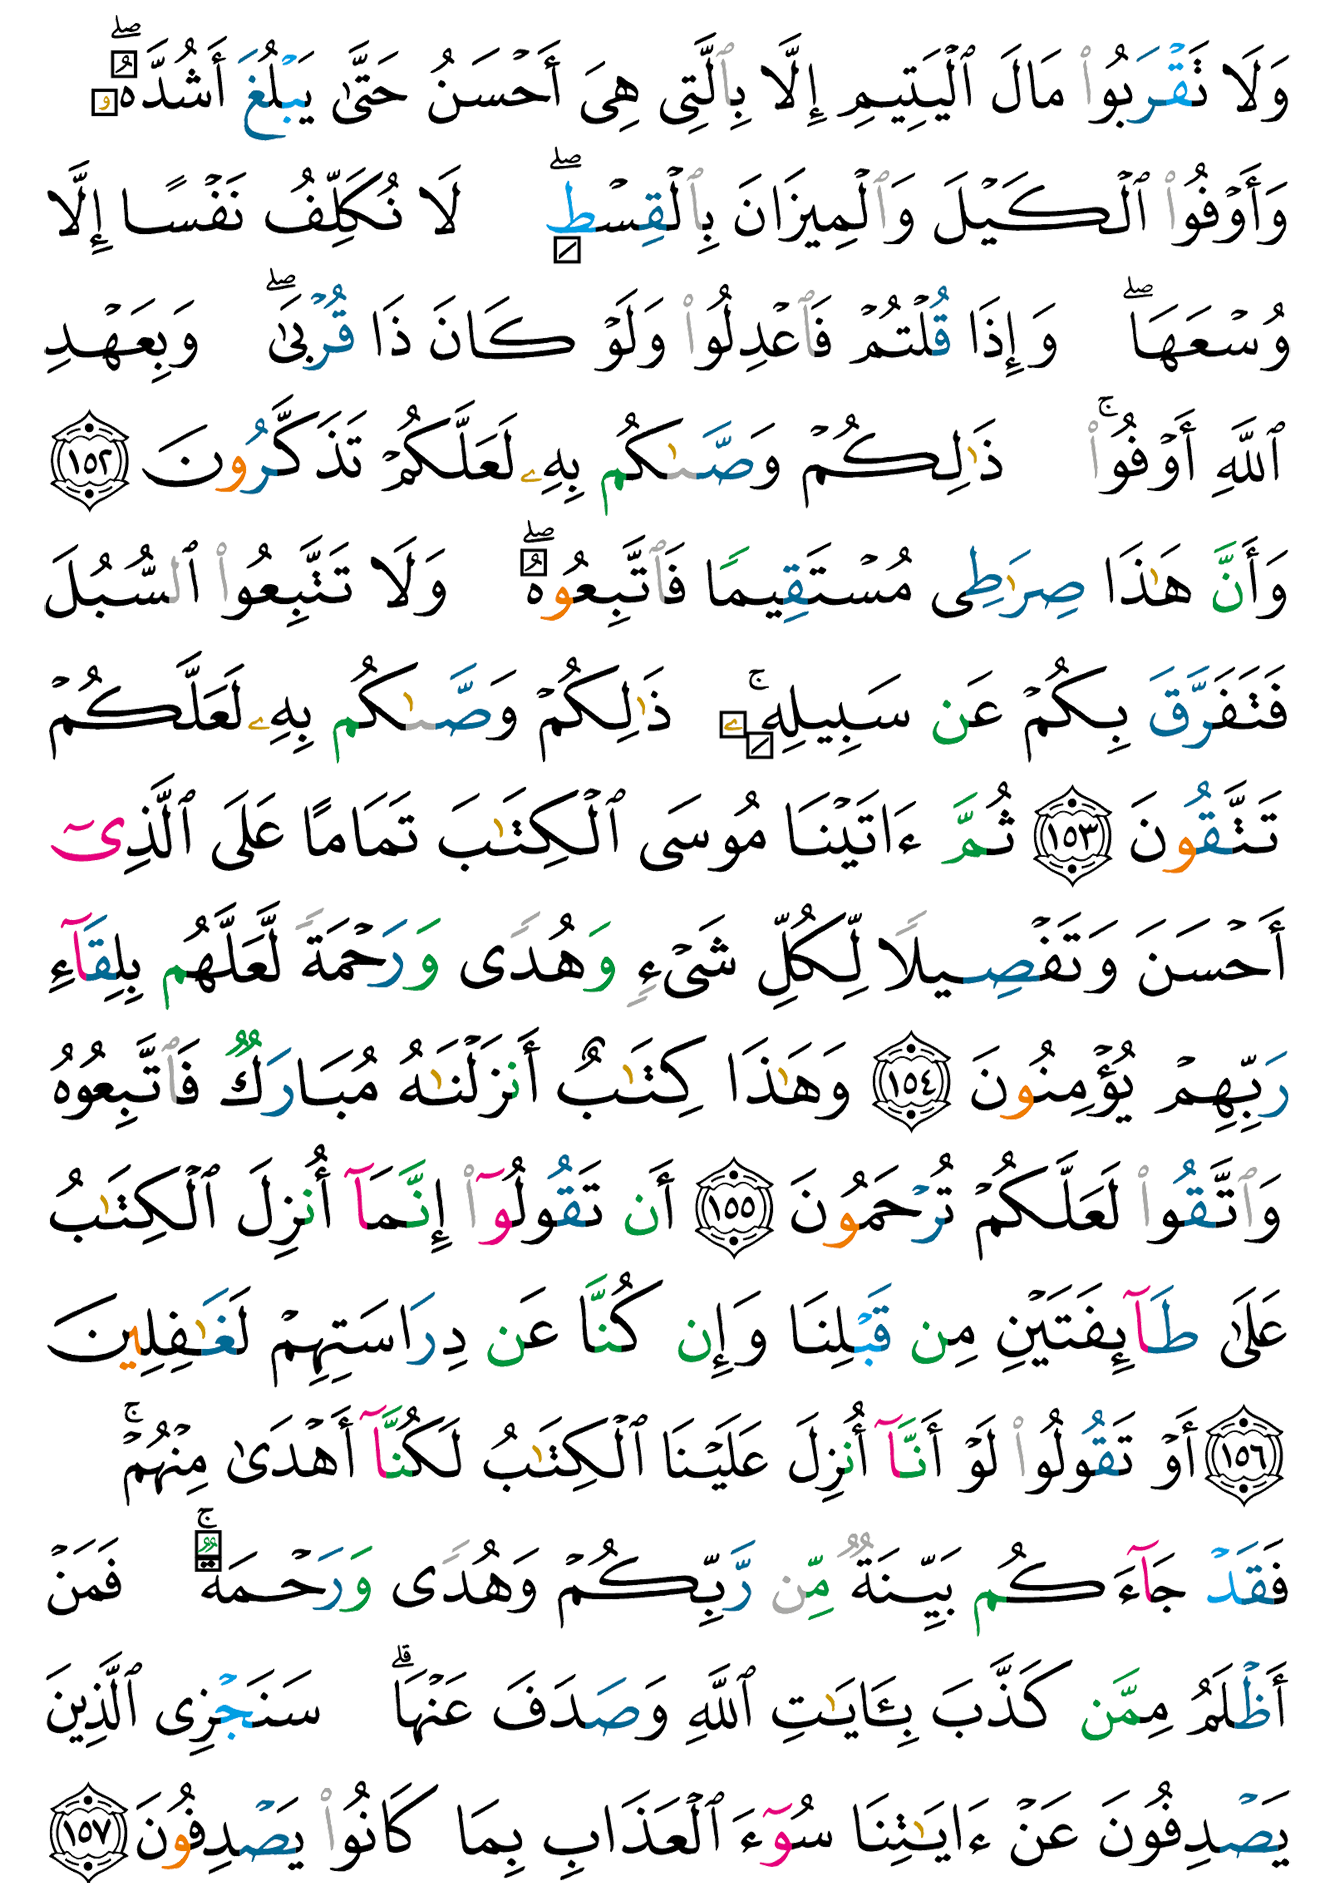 وَلَا تَقْرَبُوا۟ مَالَ ٱلْيَتِيمِ إِلَّا بِٱلَّتِى هِىَ أَحْسَنُ حَتَّىٰ يَبْلُغَ أَشُدَّهُۥ ۖ
وَأَوْفُوا۟ ٱلْكَيْلَ وَٱلْمِيزَانَ بِٱلْقِسْطِ ۖ لَا نُكَلِّفُ نَفْسًا إِلَّا
وُسْعَهَا ۖ وَإِذَا قُلْتُمْ فَٱعْدِلُوا۟ وَلَوْ كَانَ ذَا قُرْبَىٰ ۖ وَبِعَهْدِ
ٱللَّهِ أَوْفُوا۟ ۚ ذَٰلِكُمْ وَصَّىٰكُم بِهِۦ لَعَلَّكُمْ تَذَكَّرُونَ ١٥٢
وَأَنَّ هَٰذَا صِرَٰطِى مُسْتَقِيمًا فَٱتَّبِعُوهُ ۖ وَلَا تَتَّبِعُوا۟ ٱلسُّبُلَ
فَتَفَرَّقَ بِكُمْ عَن سَبِيلِهِۦ ۚ ذَٰلِكُمْ وَصَّىٰكُم بِهِۦ لَعَلَّكُمْ
تَتَّقُونَ ١٥٣ ثُمَّ ءَاتَيْنَا مُوسَى ٱلْكِتَٰبَ تَمَامًا عَلَى ٱلَّذِىٓ
أَحْسَنَ وَتَفْصِيلًا لِّكُلِّ شَىْءٍ وَهُدًى وَرَحْمَةً لَّعَلَّهُم بِلِقَآءِ
رَبِّهِمْ يُؤْمِنُونَ ١٥٤ وَهَٰذَا كِتَٰبٌ أَنزَلْنَٰهُ مُبَارَكٌ فَٱتَّبِعُوهُ
وَٱتَّقُوا۟ لَعَلَّكُمْ تُرْحَمُونَ ١٥٥ أَن تَقُولُوٓا۟ إِنَّمَآ أُنزِلَ ٱلْكِتَٰبُ
عَلَىٰ طَآئِفَتَيْنِ مِن قَبْلِنَا وَإِن كُنَّا عَن دِرَاسَتِهِمْ لَغَٰفِلِينَ
١٥٦ أَوْ تَقُولُوا۟ لَوْ أَنَّآ أُنزِلَ عَلَيْنَا ٱلْكِتَٰبُ لَكُنَّآ أَهْدَىٰ مِنْهُمْ ۚ
فَقَدْ جَآءَكُم بَيِّنَةٌ مِّن رَّبِّكُمْ وَهُدًى وَرَحْمَةٌ ۚ فَمَنْ
أَظْلَمُ مِمَّن كَذَّبَ بِـَٔايَٰتِ ٱللَّهِ وَصَدَفَ عَنْهَا ۗ سَنَجْزِى ٱلَّذِينَ
يَصْدِفُونَ عَنْ ءَايَٰتِنَا سُوٓءَ ٱلْعَذَابِ بِمَا كَانُوا۟ يَصْدِفُونَ ١٥٧